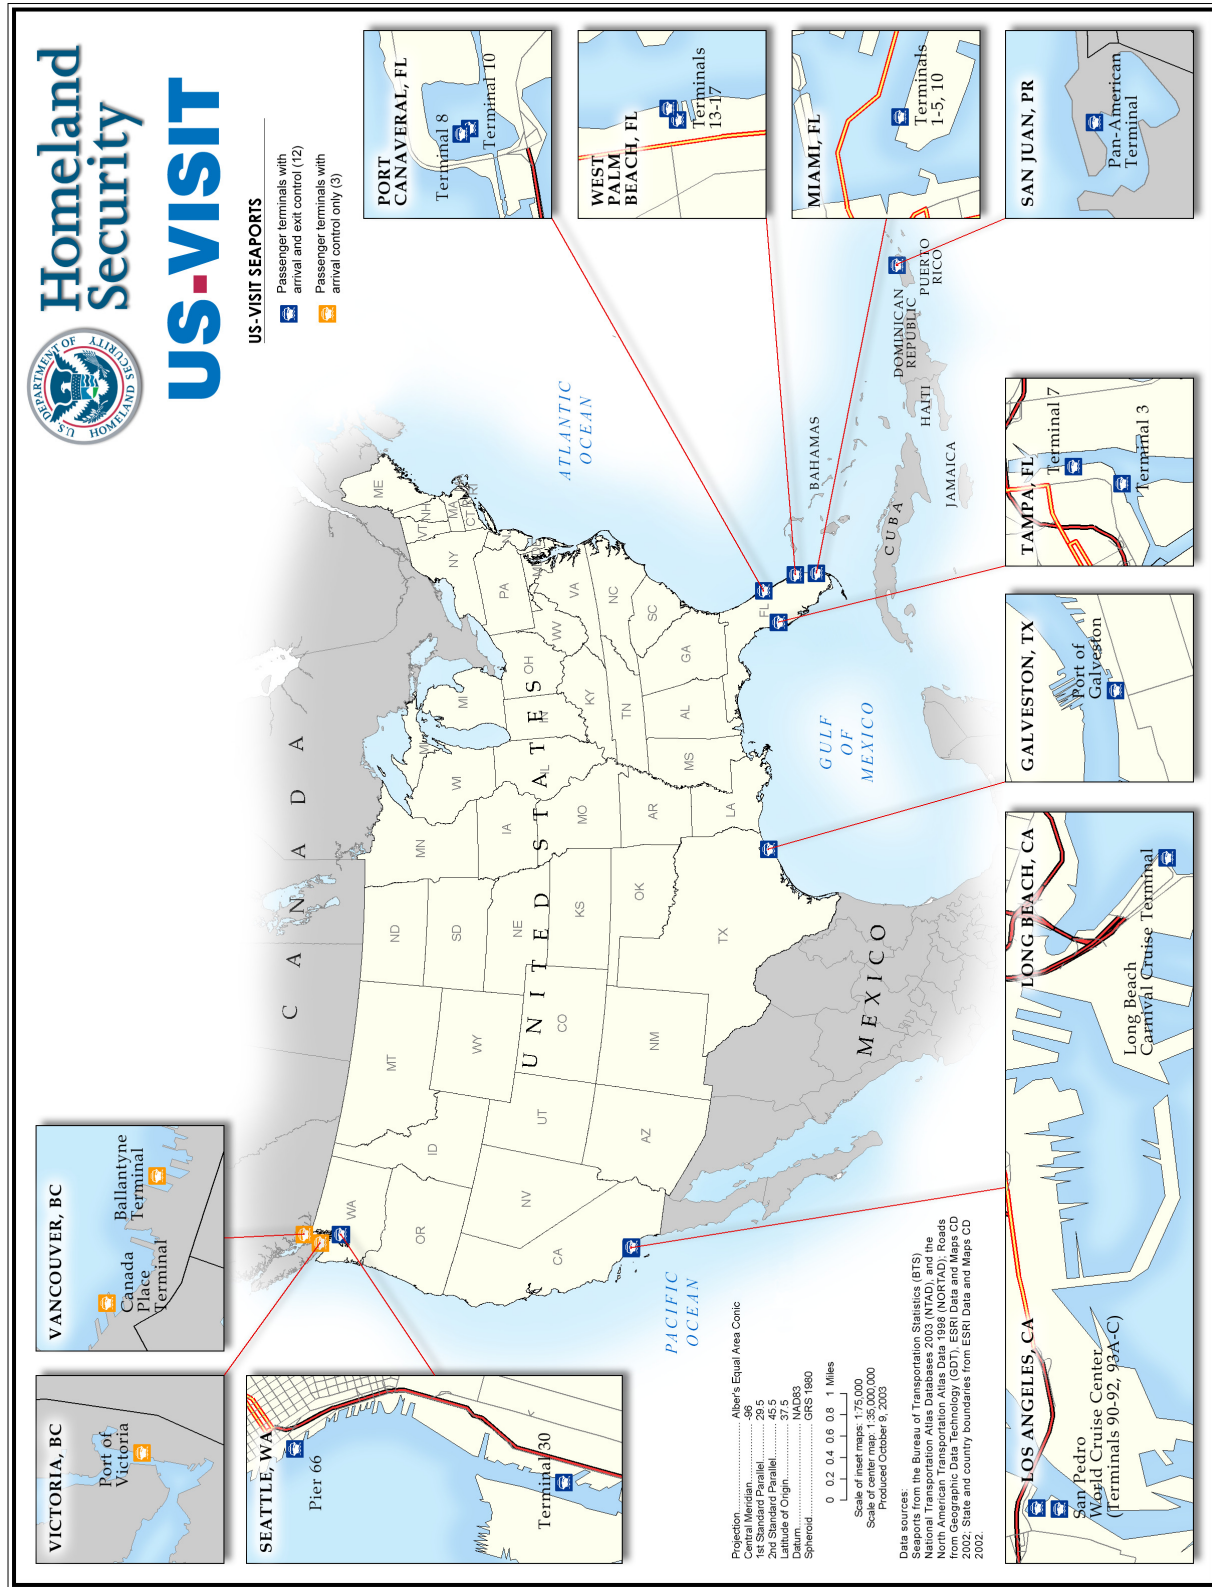 Homeland
Security
U.S. DEPARTMENT OF
HOMELAND SECURITY
US-VISIT
US-VISIT SEAPORTS
Passenger terminals with
arrival and exit control (12)
Passenger terminals with
arrival control only (3)
VICTORIA, BC
Port of
Victoria
VANCOUVER, BC
Canada
Place
Terminal
Ballantyne
Terminal
SEATTLE, WA
Pier 66
Terminal 30
PORT
CANAVERAL, FL
Terminal 8
Terminal 10
WEST
PALM
BEACH, FL
Terminals
13-17
MIAMI, FL
Terminals
1-5, 10
SAN JUAN, PR
Pan-American
Terminal
TAMPA, FL
Terminal 7
Terminal 3
GALVESTON, TX
Port of
Galveston
LOS ANGELES, CA
San Pedro
World Cruise Center
(Terminals 90-92, 93A-C)
LONG BEACH, CA
Long Beach
Carnival Cruise Terminal
CANADA
UNITED STATES
MEXICO
ATLANTIC
OCEAN
PACIFIC
OCEAN
GULF
OF
MEXICO
BAHAMAS
CUBA
JAMAICA
HAITI
DOMINICAN
REPUBLIC
PUERTO
RICO
WA
OR
CA
NV
ID
MT
WY
UT
AZ
CO
NM
ND
SD
NE
KS
OK
TX
MN
IA
MO
AR
LA
WI
IL
MI
MI
IN
OH
KY
TN
MS
AL
GA
FL
SC
NC
VA
WV
PA
NY
VT
NH
ME
MA
CT
RI
Projection Alber's Equal Area Conic
Central Meridian -96
1st Standard Parallel 29.5
2nd Standard Parallel 45.5
Latitude of Origin 37.5
Datum NAD83
Spheroid GRS 1980
0 0.2 0.4 0.6 0.8 1 Miles
Scale of inset maps: 1:75,000
Scale of center map: 1:35,000,000
Produced October 9, 2003
Data sources:
Seaports from the Bureau of Transportation Statistics (BTS)
National Transportation Atlas Databases 2003 (NTAD), and the
North American Transportation Atlas Data 1998 (NORTAD); Roads
from Geographic Data Technology (GDT), ESRI Data and Maps CD
2002; State and country boundaries from ESRI Data and Maps CD
2002.